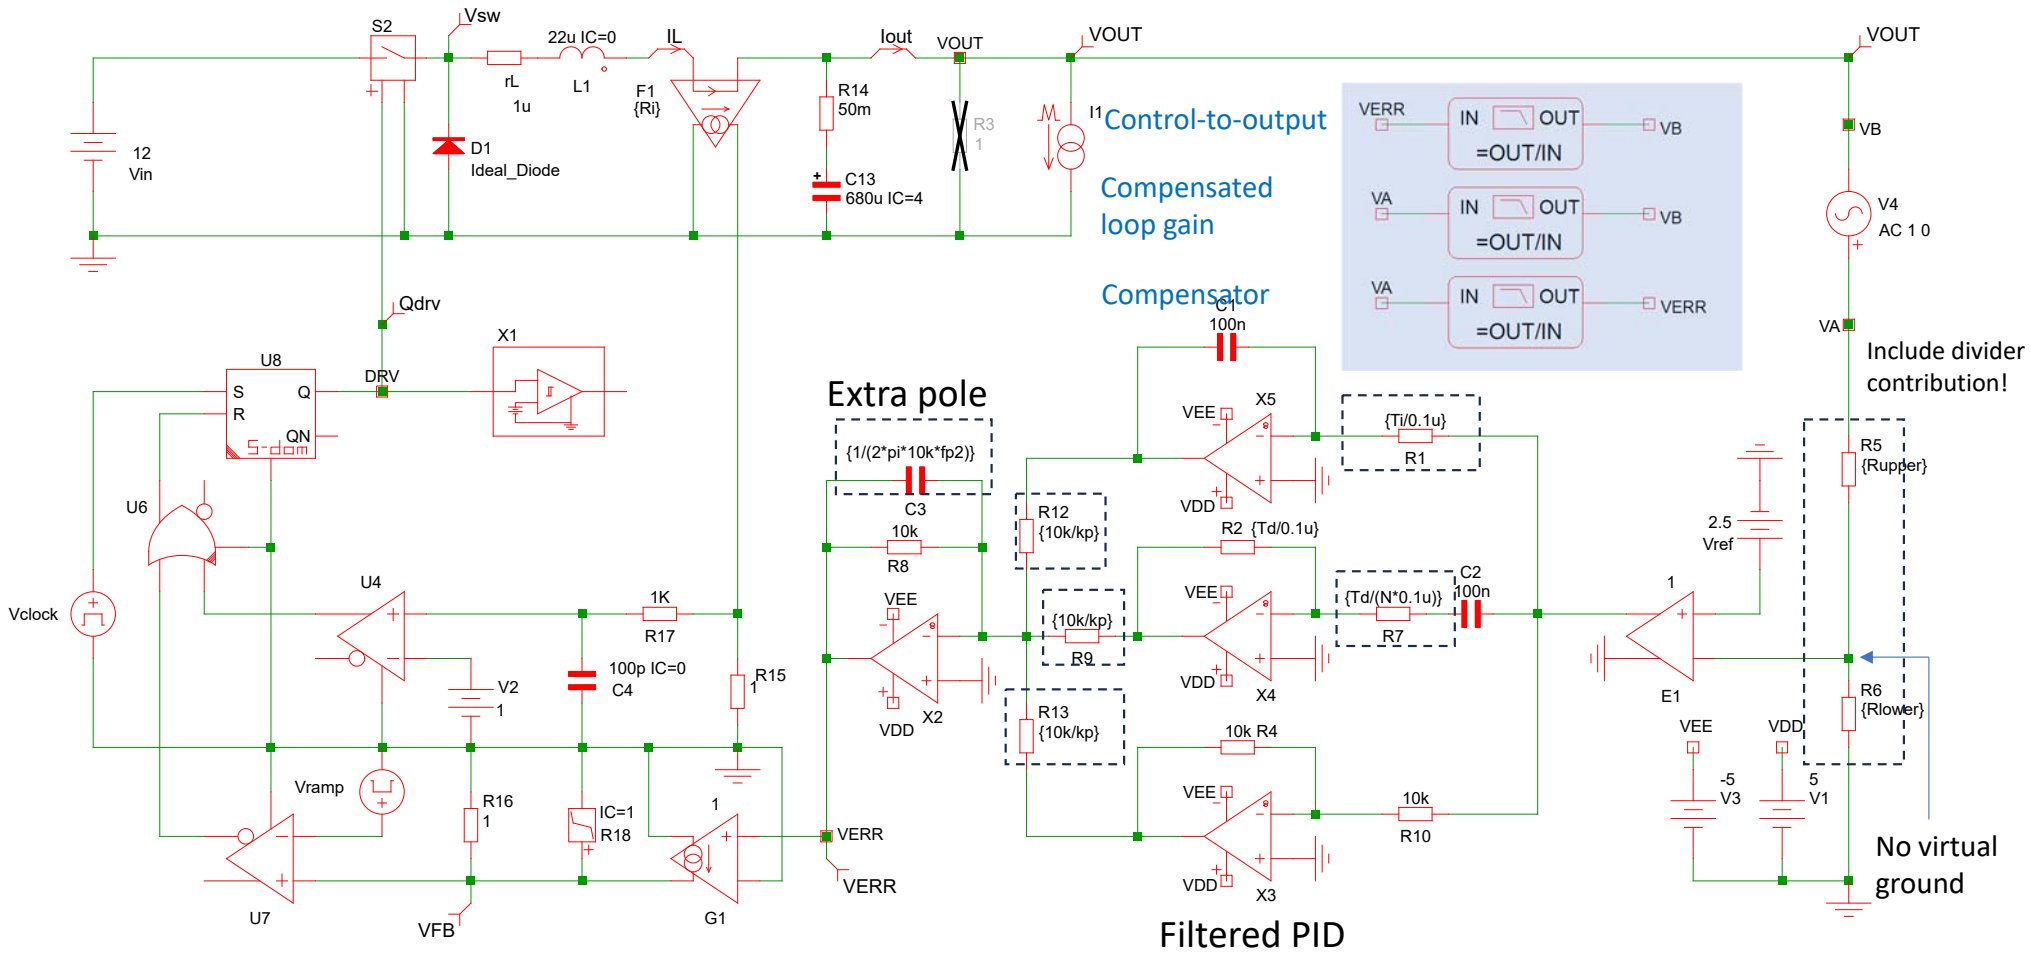 S2
Vsw
22u IC=0
IL
Iout
VOUT
VOUT
VOUT
rL
1u
L1
F1
{Ri}
R14
50m
R3
1
I1
Control-to-output
VERR
IN
OUT
=OUT/IN
VB
VB
12
Vin
D1
Ideal_Diode
C13
680u IC=4
Compensated
loop gain
VA
IN
OUT
=OUT/IN
VB
V4
AC 1 0
Compensator
VA
IN
OUT
=OUT/IN
VERR
Qdrv
C1
100n
VA
Include divider
contribution!
X1
U8
S
R
Q
QN
S-dom
DRV
Extra pole
{1/(2*pi*10k*fp2)}
C3
10k
R8
VEE
X5
VDD
{Ti/0.1u}
R1
R5
{Rupper}
U6
R12
{10k/kp}
R2 {Td/0.1u}
2.5
Vref
Vclock
U4
1K
R17
VEE
X2
VDD
{10k/kp}
R9
VEE
X4
VDD
{Td/(N*0.1u)}
R7
C2
100n
1
E1
100p IC=0
C4
R15
1
V2
1
R13
{10k/kp}
10k R4
R6
{Rlower}
VEE
VDD
-5
V3
5
V1
Vramp
R16
1
IC=1
R18
1
G1
VERR
VERR
VEE
X3
VDD
10k
R10
No virtual
ground
U7
VFB
Filtered PID